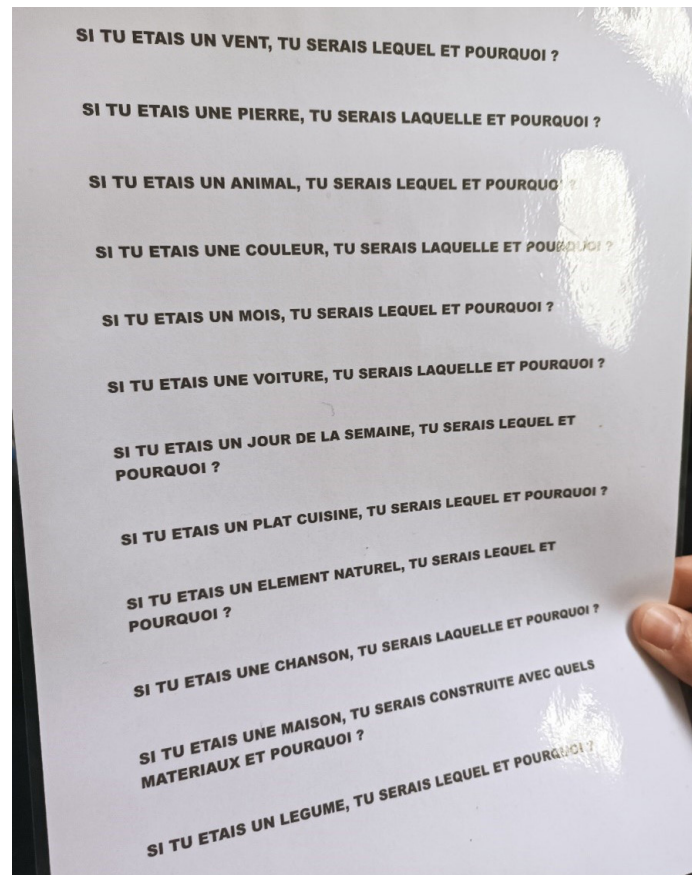 SI TU ETAIS UN VENT, TU SERAIS LEQUEL ET POURQUOI ?
SI TU ETAIS UNE PIERRE, TU SERAIS LAQUELLE ET POURQUOI ?
SI TU ETAIS UN ANIMAL, TU SERAIS LEQUEL ET POURQUOI ?
SI TU ETAIS UNE COULEUR, TU SERAIS LAQUELLE ET POURQUOI ?
SI TU ETAIS UN MOIS, TU SERAIS LEQUEL ET POURQUOI ?
SI TU ETAIS UNE VOITURE, TU SERAIS LAQUELLE ET POURQUOI ?
SI TU ETAIS UN JOUR DE LA SEMAINE, TU SERAIS LEQUEL ET
POURQUOI ?
SI TU ETAIS UN PLAT CUISINE, TU SERAIS LEQUEL ET POURQUOI ?
SI TU ETAIS UN ELEMENT NATUREL, TU SERAIS LEQUEL ET
POURQUOI ?
SI TU ETAIS UNE CHANSON, TU SERAIS LAQUELLE ET POURQUOI ?
SI TU ETAIS UNE MAISON, TU SERAIS CONSTRUITE AVEC QUELS
MATERIAUX ET POURQUOI ?
SI TU ETAIS UN LEGUME, TU SERAIS LEQUEL ET POURQUOI ?